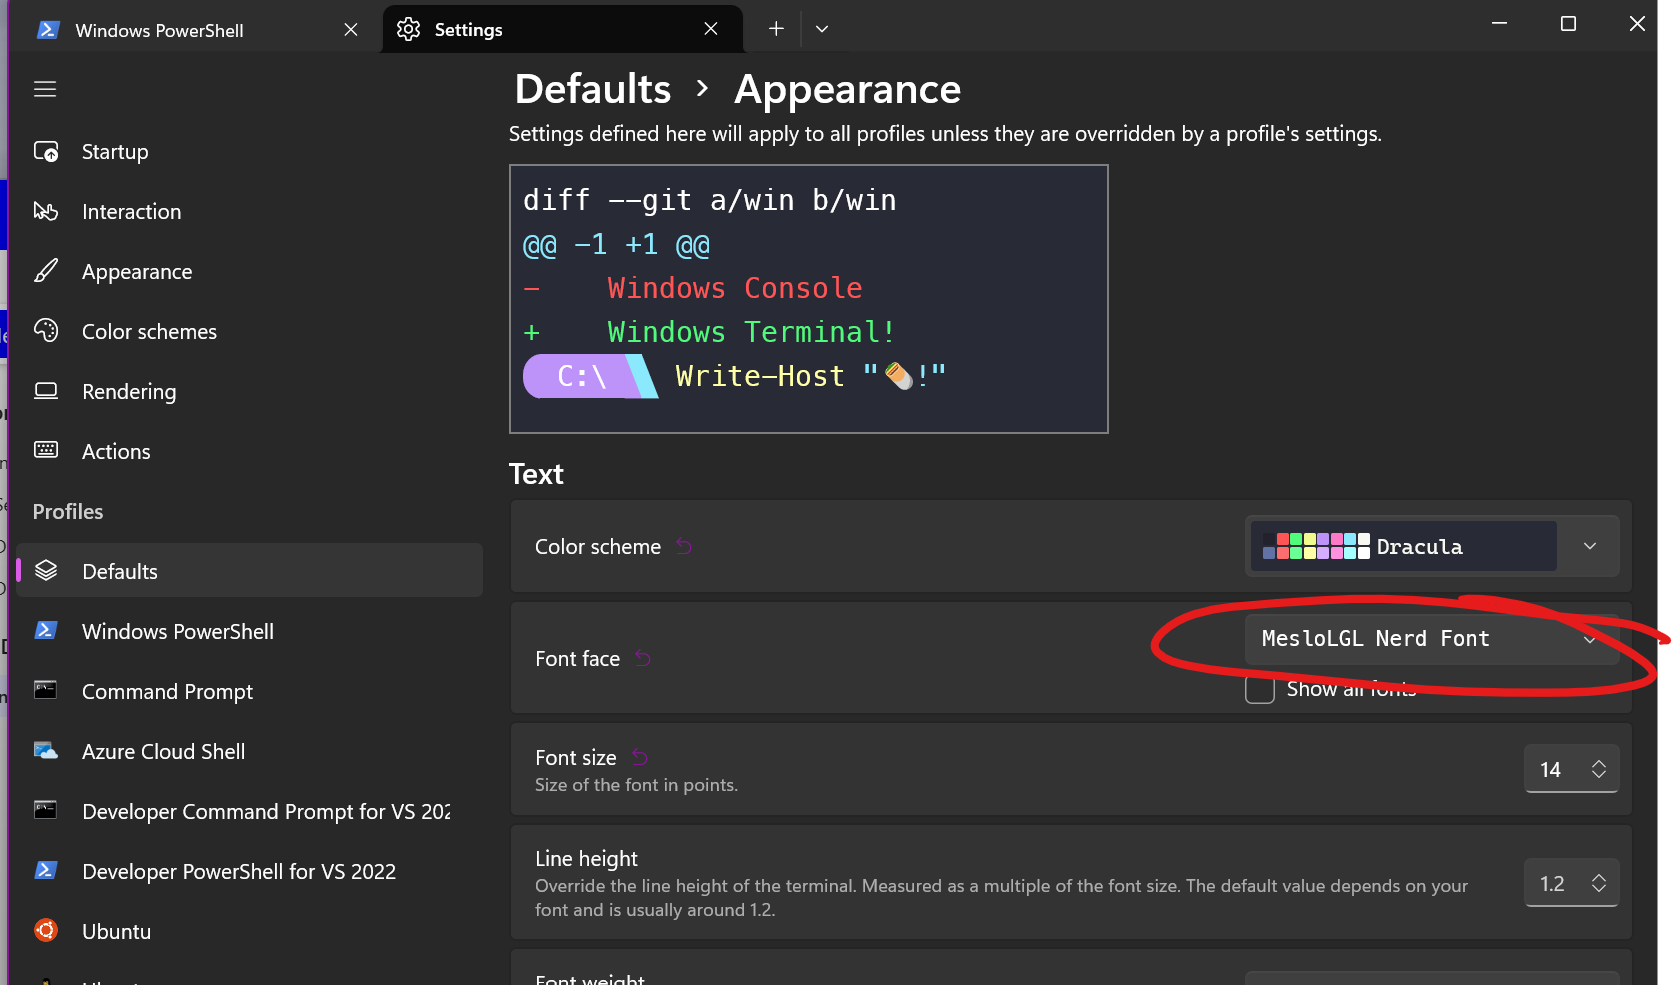 Windows PowerShell
Settings
Defaults > Appearance
Settings defined here will apply to all profiles unless they are overridden by a profile's settings.
Startup
Interaction
Appearance
Color schemes
Rendering
Actions
Profiles
Defaults
Windows PowerShell
Command Prompt
Azure Cloud Shell
Developer Command Prompt for VS 202
Developer PowerShell for VS 2022
Ubuntu
diff --git a/win b/win
@@ -1 +1 @@
-    Windows Console
+    Windows Terminal!
C:\ Write-Host "🌯!"
Text
Color scheme
Dracula
Font face
MesloLGL Nerd Font
Show all fonts
Font size
Size of the font in points.
14
Line height
Override the line height of the terminal. Measured as a multiple of the font size. The default value depends on your
font and is usually around 1.2.
1.2
Font weight